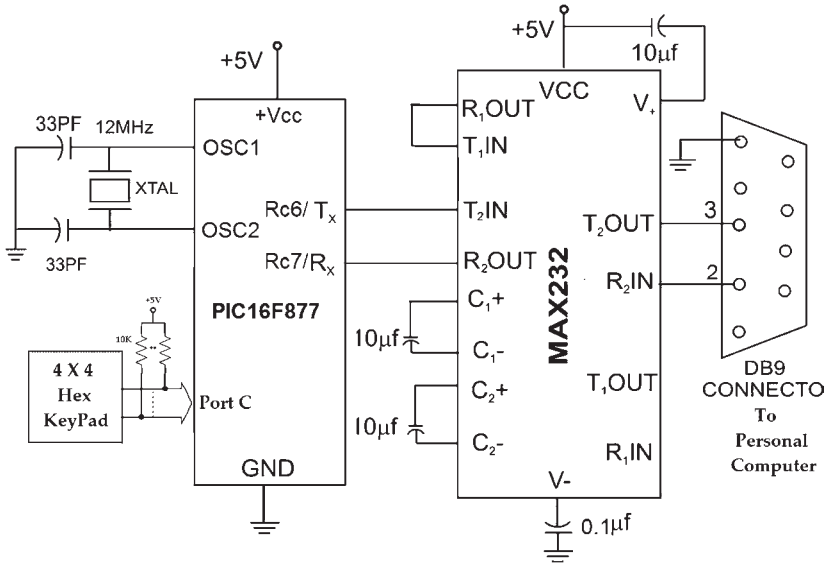 +5V
+Vcc
33PF
12MHz
OSC1
XTAL
OSC2
33PF
Rc6/ Tx
Rc7/Rx
PIC16F877
+5V
10K
4 X 4
Hex
KeyPad
Port C
GND
+5V
10µf
VCC
V+
R1OUT
T1IN
T2IN
R2OUT
C1+
10µf
C1-
C2+
10µf
C2-
MAX232
T2OUT
R2IN
T1OUT
R1IN
V-
0.1µf
3
2
DB9
CONNECTO
To
Personal
Computer